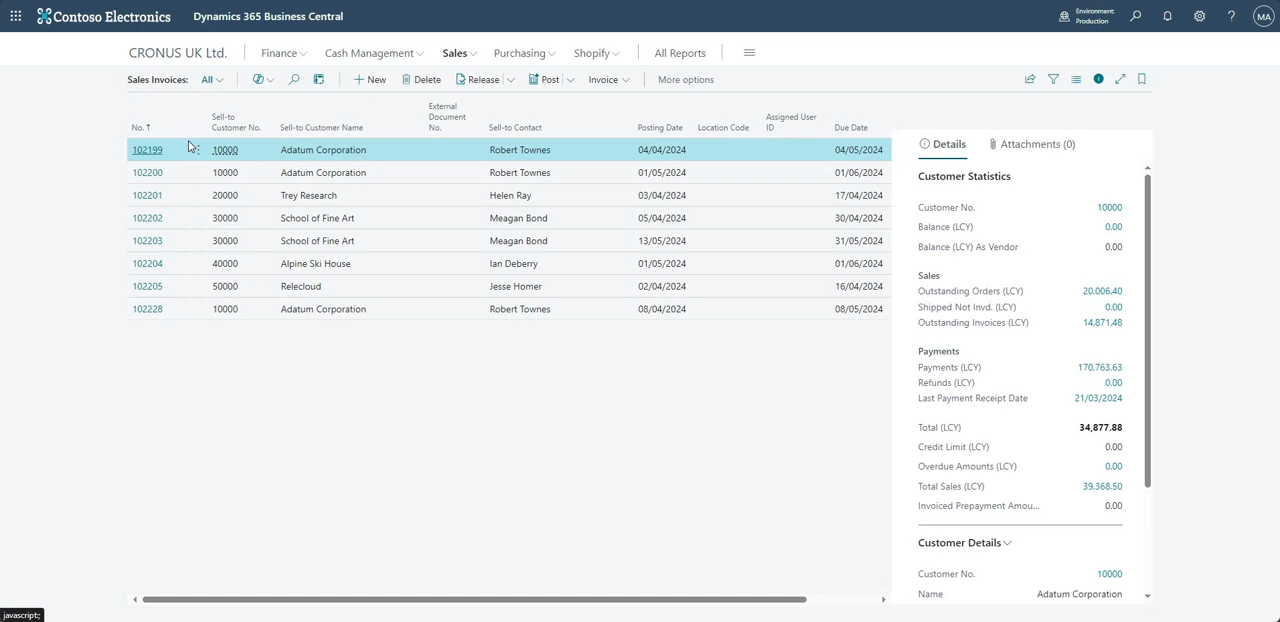 Contoso Electronics Dynamics 365 Business Central Environment: Production ? MA
CRONUS UK Ltd. Finance Cash Management Sales Purchasing Shopify All Reports
Sales Invoices: All New Delete Release Post Invoice More options
No. ↑ Sell-to Customer No. Sell-to Customer Name External Document No. Sell-to Contact Posting Date Location Code Assigned User ID Due Date
102199 10000 Adatum Corporation Robert Townes 04/04/2024 04/05/2024
102200 10000 Adatum Corporation Robert Townes 01/05/2024 01/06/2024
102201 20000 Trey Research Helen Ray 03/04/2024 17/04/2024
102202 30000 School of Fine Art Meagan Bond 05/04/2024 30/04/2024
102203 30000 School of Fine Art Meagan Bond 13/05/2024 31/05/2024
102204 40000 Alpine Ski House Ian Deberry 01/05/2024 01/06/2024
102205 50000 Relecloud Jesse Homer 02/04/2024 16/04/2024
102228 10000 Adatum Corporation Robert Townes 08/04/2024 08/05/2024
Details Attachments (0)
Customer Statistics
Customer No. 10000
Balance (LCY) 0.00
Balance (LCY) As Vendor 0.00
Sales
Outstanding Orders (LCY) 20,006.40
Shipped Not Invd. (LCY) 0.00
Outstanding Invoices (LCY) 14,871.48
Payments
Payments (LCY) 170,763.63
Refunds (LCY) 0.00
Last Payment Receipt Date 21/03/2024
Total (LCY) 34,877.88
Credit Limit (LCY) 0.00
Overdue Amounts (LCY) 0.00
Total Sales (LCY) 39,368.50
Invoiced Prepayment Amou... 0.00
Customer Details
Customer No. 10000
Name Adatum Corporation
javascript:;